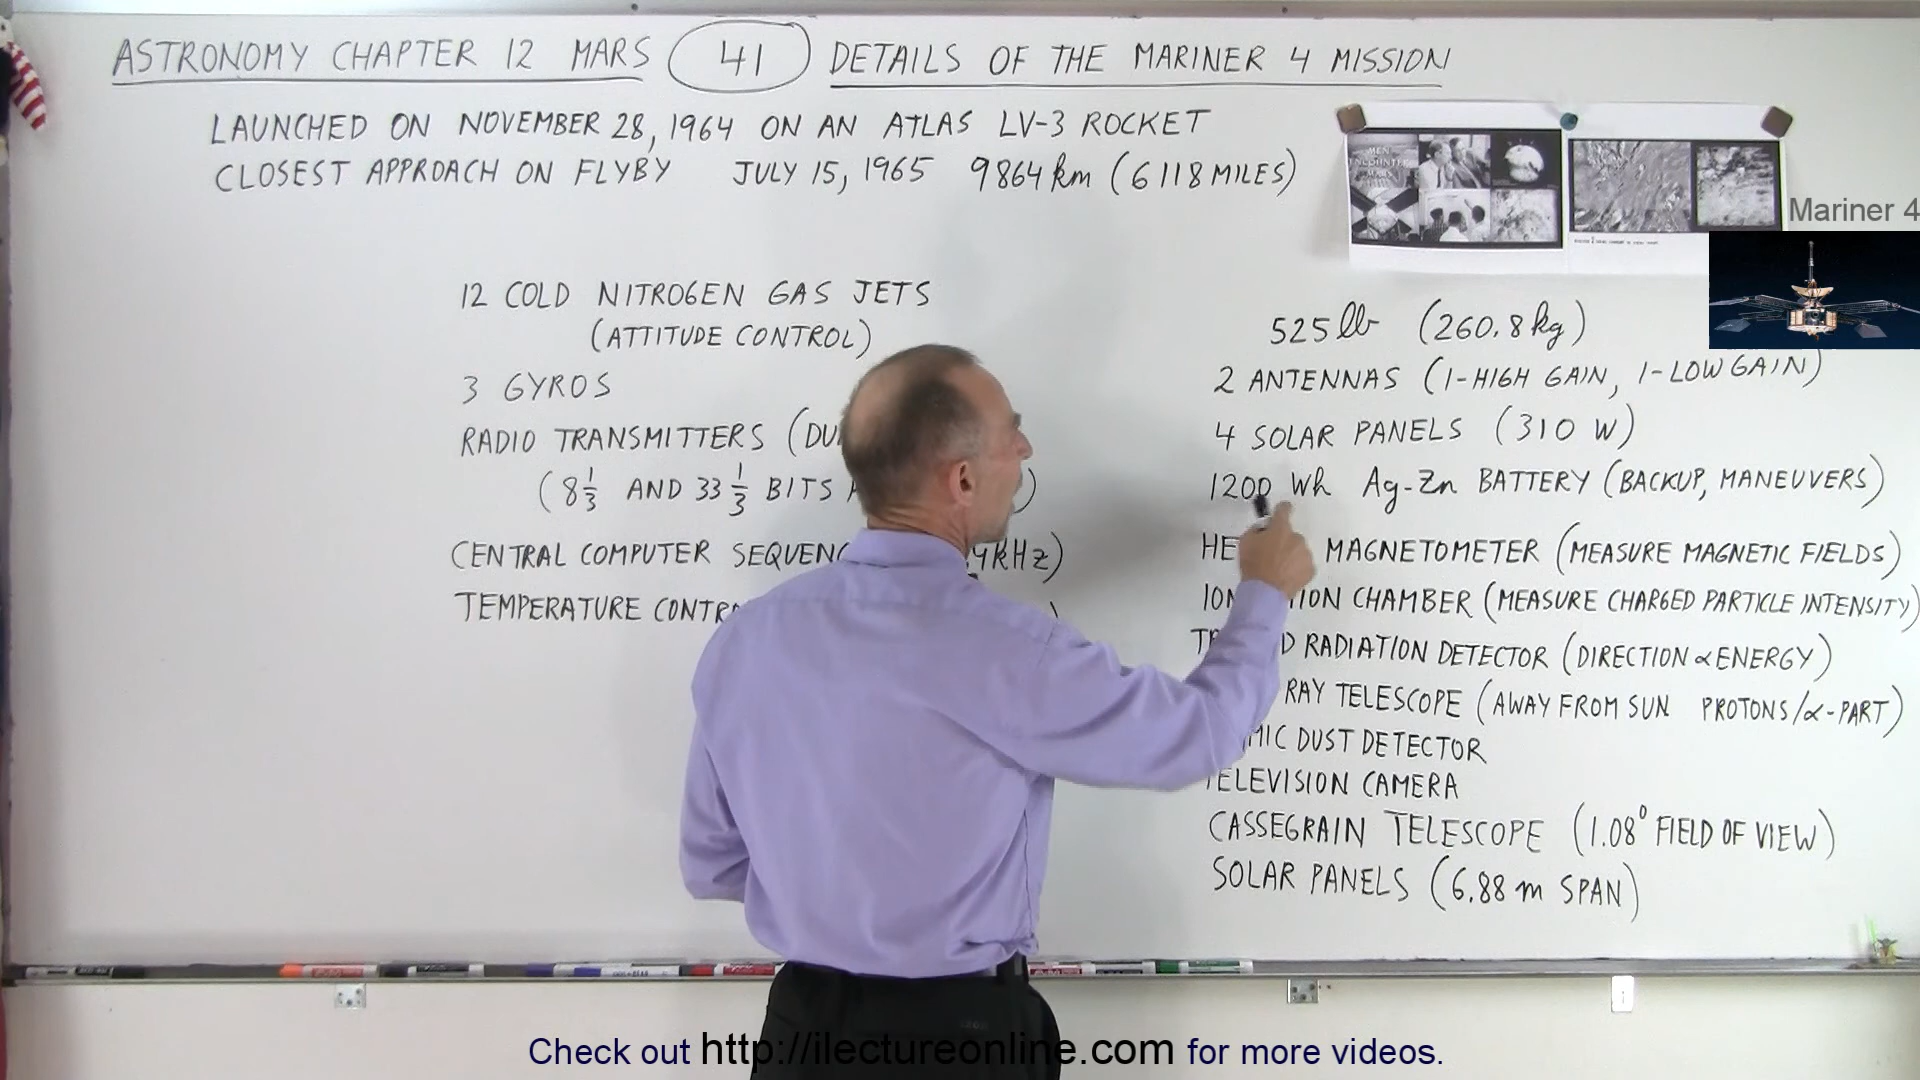 ASTRONOMY CHAPTER 12 MARS 41 DETAILS OF THE MARINER 4 MISSION
LAUNCHED ON NOVEMBER 28, 1964 ON AN ATLAS LV-3 ROCKET
CLOSEST APPROACH ON FLYBY JULY 15, 1965 9864 km (6118 MILES)
Mariner 4
12 COLD NITROGEN GAS JETS
(ATTITUDE CONTROL)
3 GYROS
RADIO TRANSMITTERS (
(8 1/3 AND 33 1/3 BITS )
CENTRAL COMPUTER 4 kHz)
TEMPERATURE
525 lb (260.8 kg)
2 ANTENNAS (1-HIGH GAIN, 1-LOW GAIN)
4 SOLAR PANELS (310 W)
1200 Wh Ag-Zn BATTERY (BACKUP, MANEUVERS)
MAGNETOMETER (MEASURE MAGNETIC FIELDS)
CHAMBER (MEASURE CHARGED PARTICLE INTENSITY)
RADIATION DETECTOR (DIRECTION ∝ ENERGY)
RAY TELESCOPE (AWAY FROM SUN PROTONS/α-PART)
DUST DETECTOR
TELEVISION CAMERA
CASSEGRAIN TELESCOPE (1.08° FIELD OF VIEW)
SOLAR PANELS (6.88 m SPAN)
Check out http://ilectureonline.com for more videos.